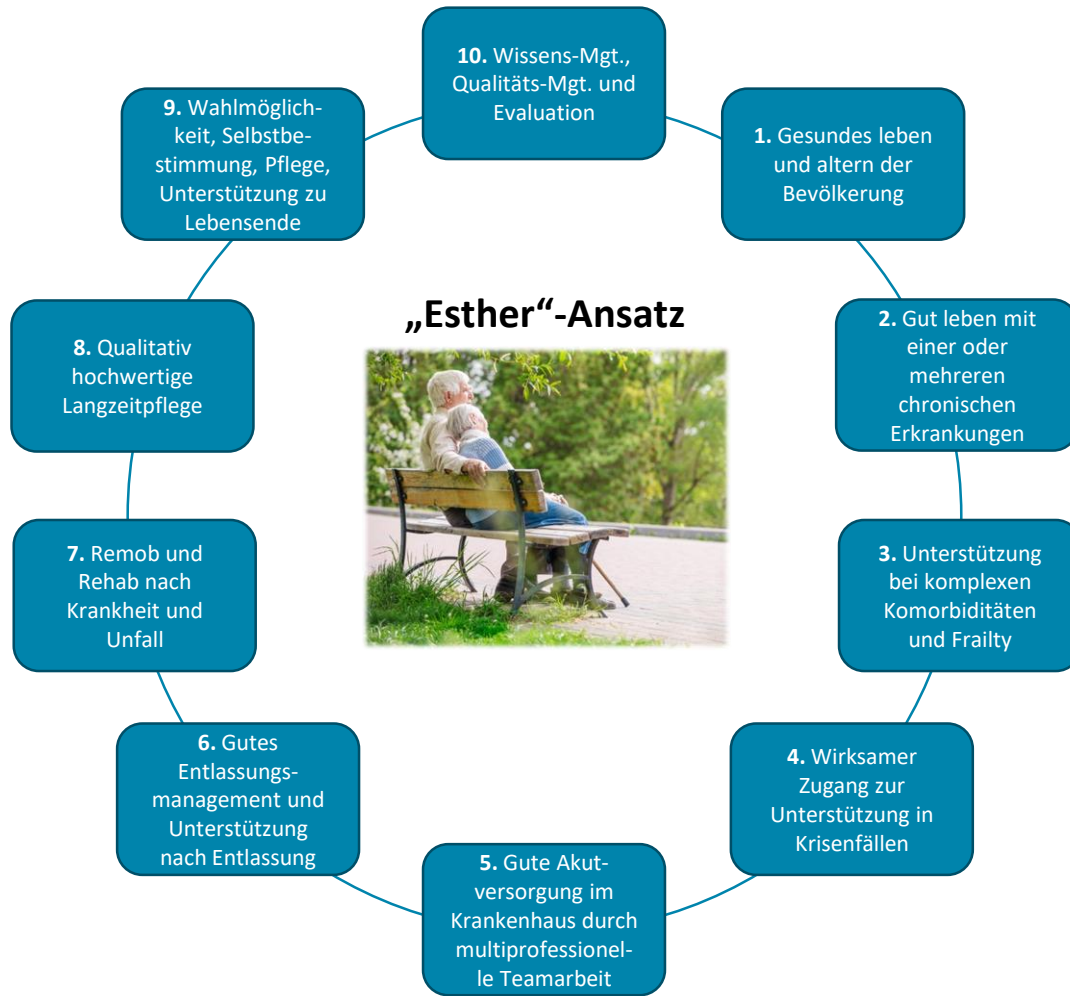 „Esther“-Ansatz
1. Gesundes leben
und altern der
Bevölkerung
2. Gut leben mit
einer oder
mehreren
chronischen
Erkrankungen
3. Unterstützung
bei komplexen
Komorbiditäten
und Frailty
4. Wirksamer
Zugang zur
Unterstützung in
Krisenfällen
5. Gute Akut-
versorgung im
Krankenhaus durch
multiprofessionel-
le Teamarbeit
6. Gutes
Entlassungs-
management und
Unterstützung
nach Entlassung
7. Remob und
Rehab nach
Krankheit und
Unfall
8. Qualitativ
hochwertige
Langzeitpflege
9. Wahlmöglich-
keit, Selbstbe-
stimmung, Pflege,
Unterstützung zu
Lebensende
10. Wissens-Mgt.,
Qualitäts-Mgt. und
Evaluation